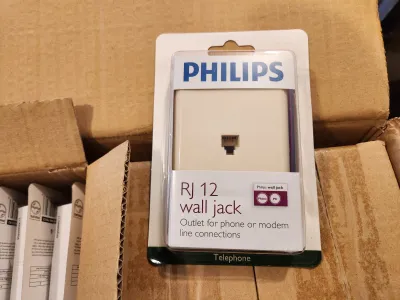 PHILIPS
RJ 12
wall jack
Outlet for phone or modem
line connections
Telephone